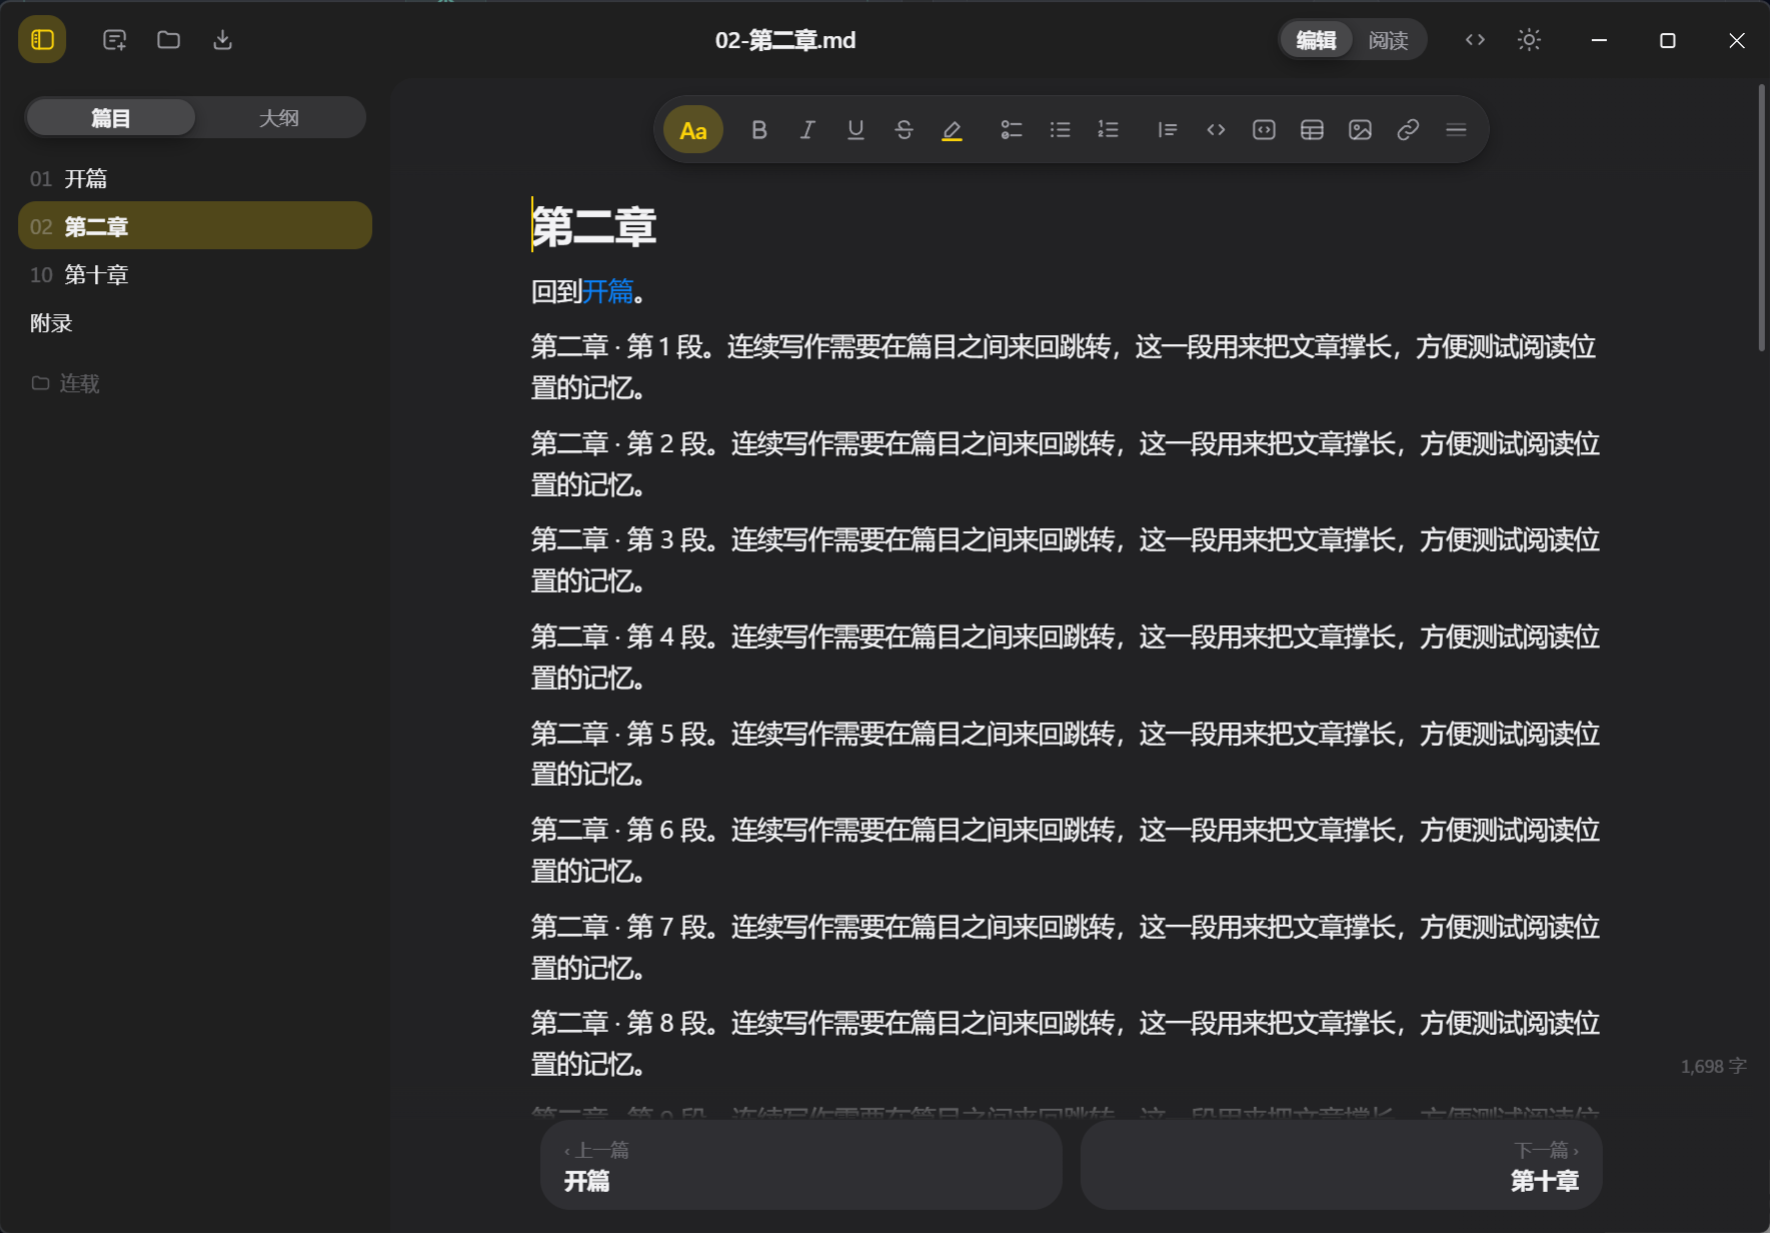 02-第二章.md
编辑
阅读
篇目
大纲
01 开篇
02 第二章
10 第十章
附录
连载
Aa
第二章
回到开篇。
第二章 · 第 1 段。连续写作需要在篇目之间来回跳转，这一段用来把文章撑长，方便测试阅读位
置的记忆。
第二章 · 第 2 段。连续写作需要在篇目之间来回跳转，这一段用来把文章撑长，方便测试阅读位
置的记忆。
第二章 · 第 3 段。连续写作需要在篇目之间来回跳转，这一段用来把文章撑长，方便测试阅读位
置的记忆。
第二章 · 第 4 段。连续写作需要在篇目之间来回跳转，这一段用来把文章撑长，方便测试阅读位
置的记忆。
第二章 · 第 5 段。连续写作需要在篇目之间来回跳转，这一段用来把文章撑长，方便测试阅读位
置的记忆。
第二章 · 第 6 段。连续写作需要在篇目之间来回跳转，这一段用来把文章撑长，方便测试阅读位
置的记忆。
第二章 · 第 7 段。连续写作需要在篇目之间来回跳转，这一段用来把文章撑长，方便测试阅读位
置的记忆。
第二章 · 第 8 段。连续写作需要在篇目之间来回跳转，这一段用来把文章撑长，方便测试阅读位
置的记忆。
1,698 字
‹ 上一篇
开篇
下一篇 ›
第十章